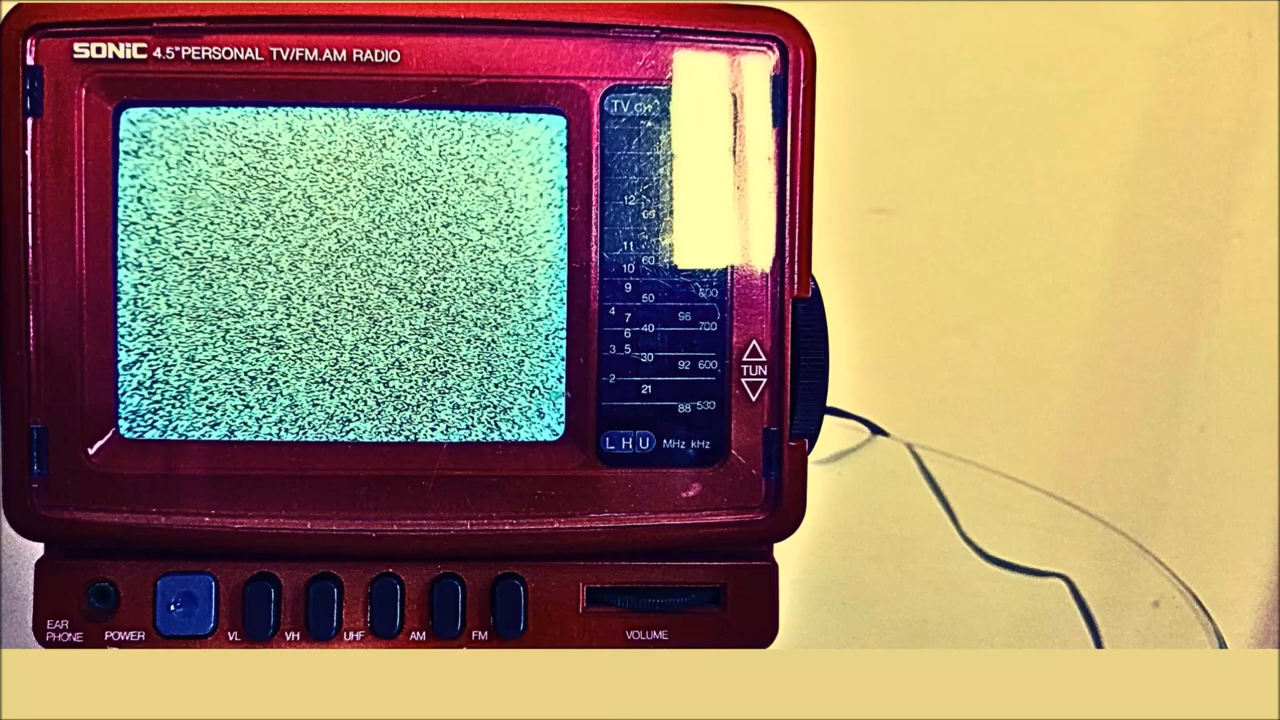 SONIC 4.5" PERSONAL TV/FM.AM RADIO
TV CH
12 69
11 60
10
9 50 800
4 7 96
6 40 700
3 5 30 92 600
2 21
88 530
L H U MHz kHz
TUN
EAR
PHONE POWER VL VH UHF AM FM VOLUME